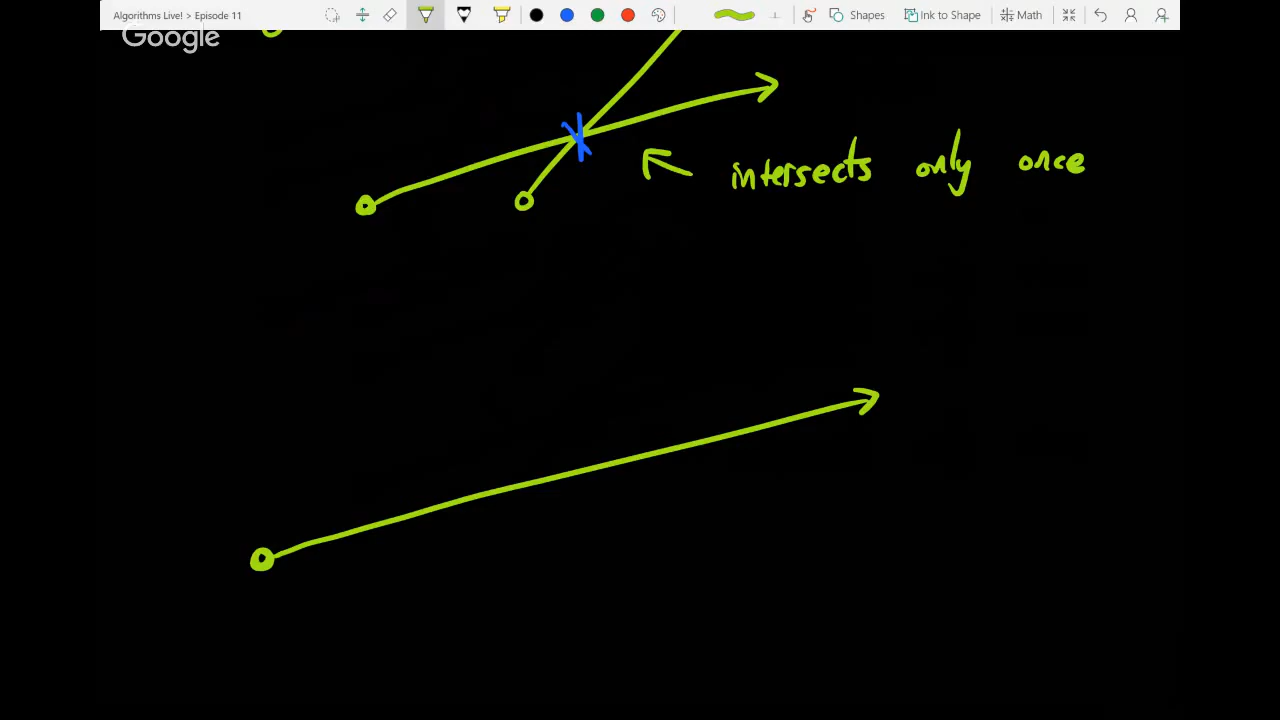 Algorithms Live! > Episode 11
Shapes
Ink to Shape
Math
Google
intersects only once